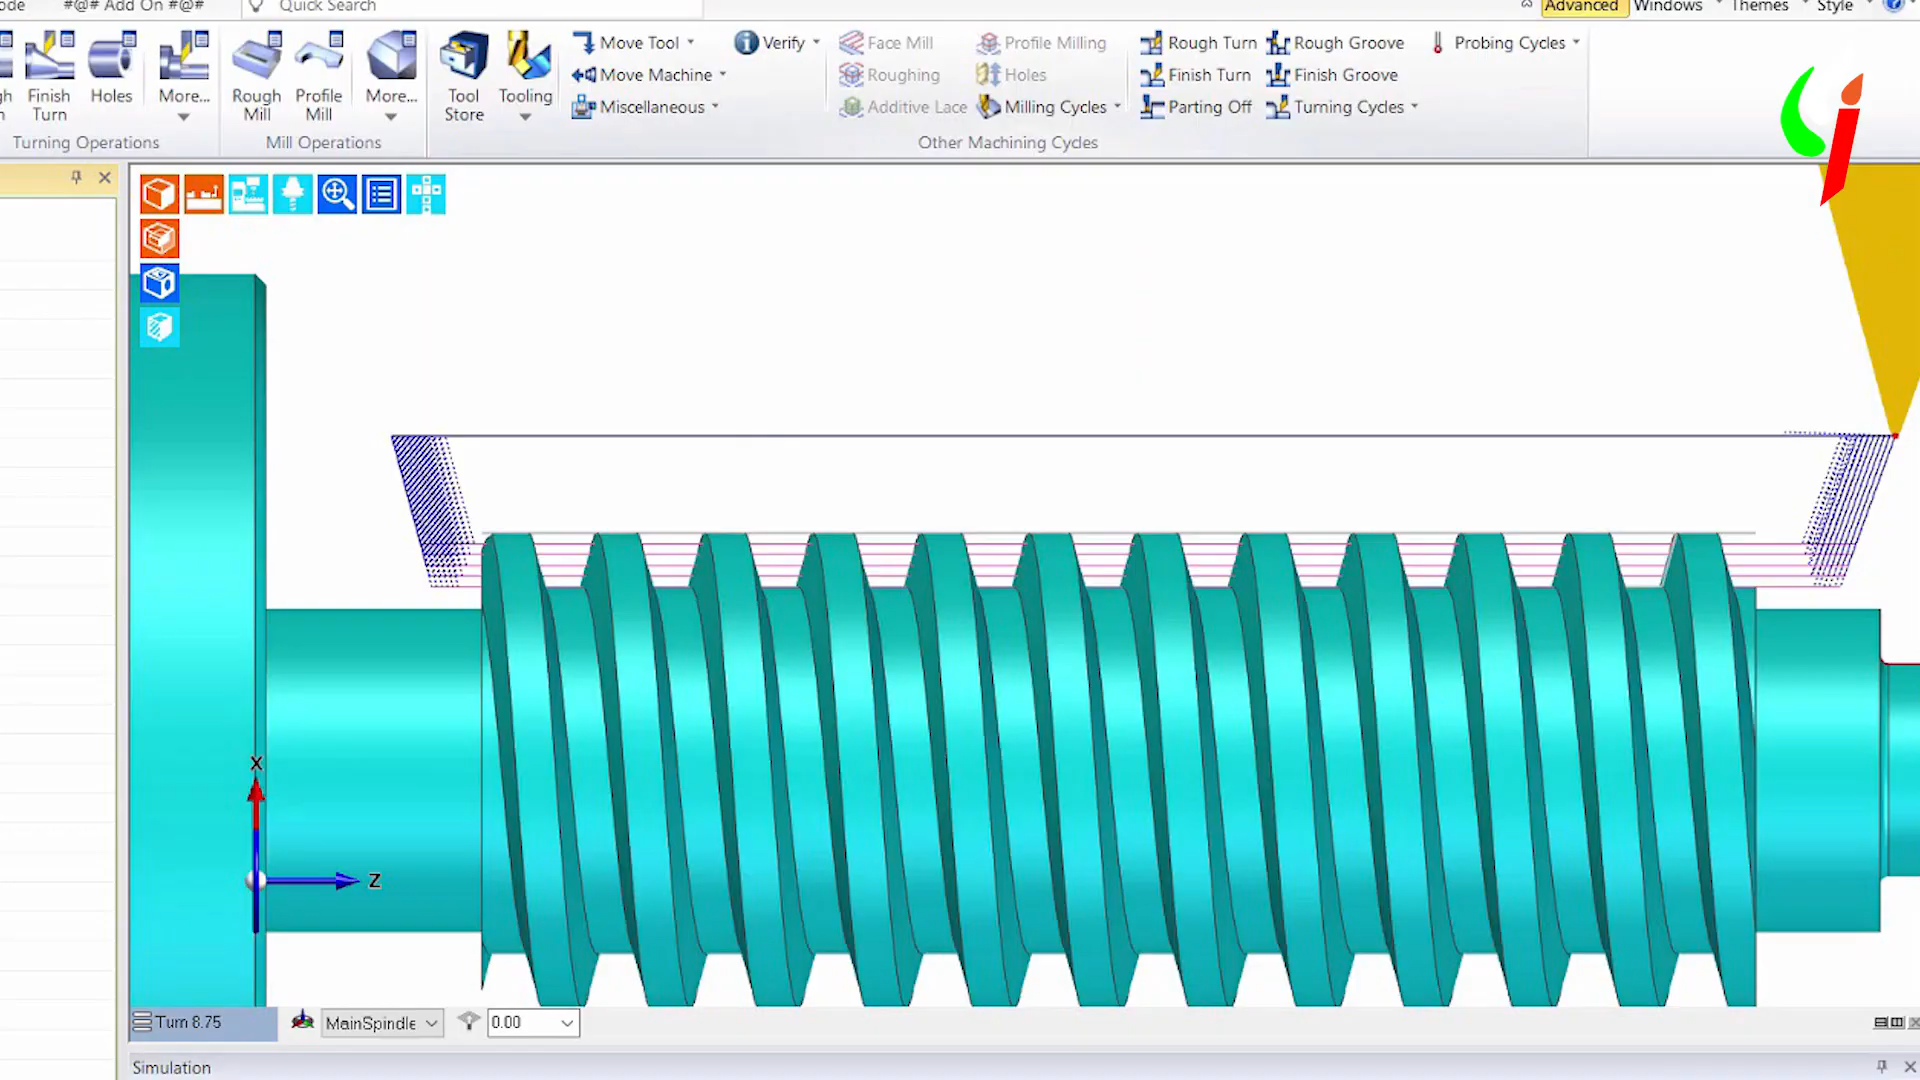 ode #@# Add On #@# Quick Search Advanced Windows Themes Style
Move Tool Verify Face Mill Profile Milling Rough Turn Rough Groove Probing Cycles
Move Machine Roughing Holes Finish Turn Finish Groove
Finish Turn Holes More... Rough Mill Profile Mill More... Tool Store Tooling
Miscellaneous Additive Lace Milling Cycles Parting Off Turning Cycles
Turning Operations Mill Operations Other Machining Cycles
X
Z
Turn 8.75 MainSpindle 0.00
Simulation